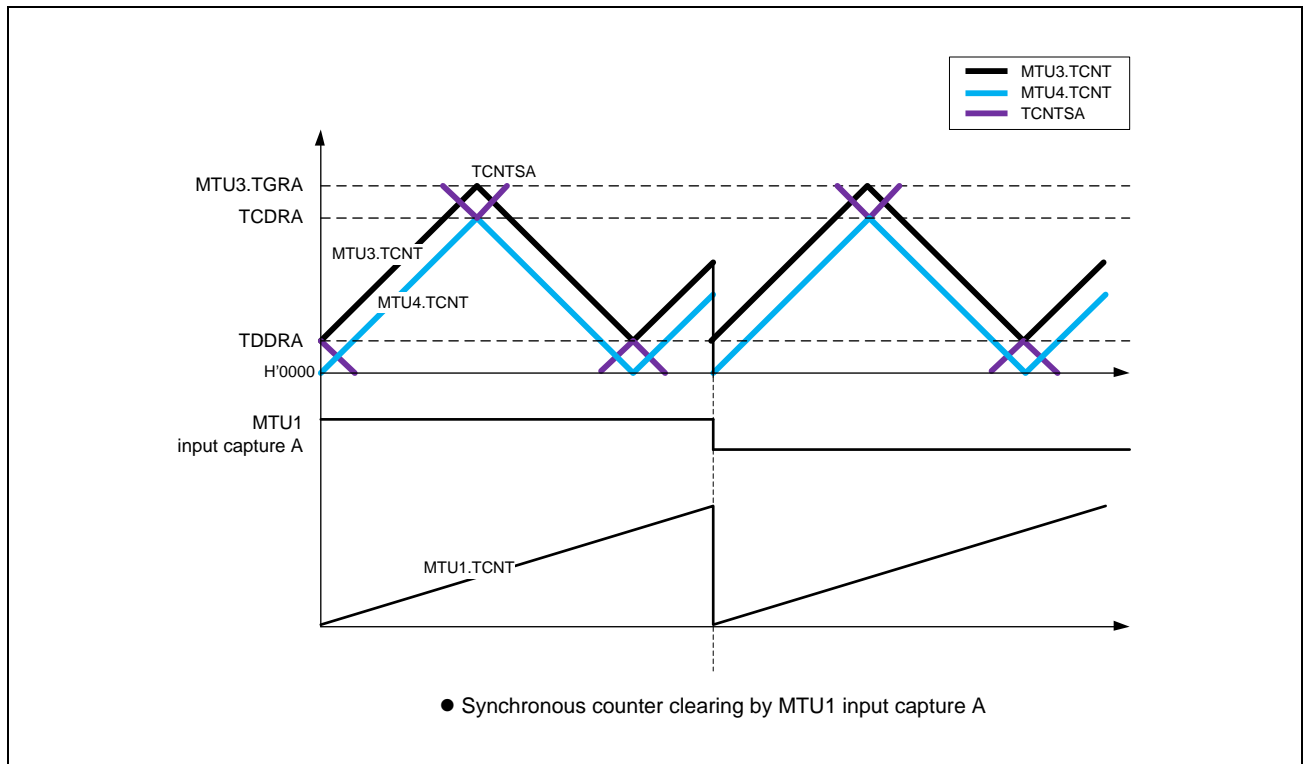 MTU3.TCNT
MTU4.TCNT
TCNTSA
TCNTSA
MTU3.TGRA
TCDRA
MTU3.TCNT
MTU4.TCNT
TDDRA
H'0000
MTU1
input capture A
MTU1.TCNT
● Synchronous counter clearing by MTU1 input capture A